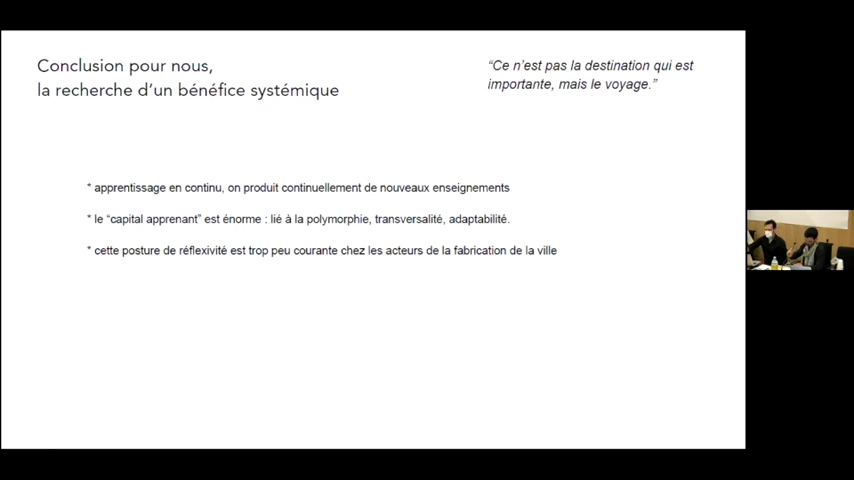 Conclusion pour nous,
la recherche d'un bénéfice systémique
“Ce n'est pas la destination qui est
importante, mais le voyage.”
* apprentissage en continu, on produit continuellement de nouveaux enseignements
* le “capital apprenant” est énorme : lié à la polymorphie, transversalité, adaptabilité.
* cette posture de réflexivité est trop peu courante chez les acteurs de la fabrication de la ville